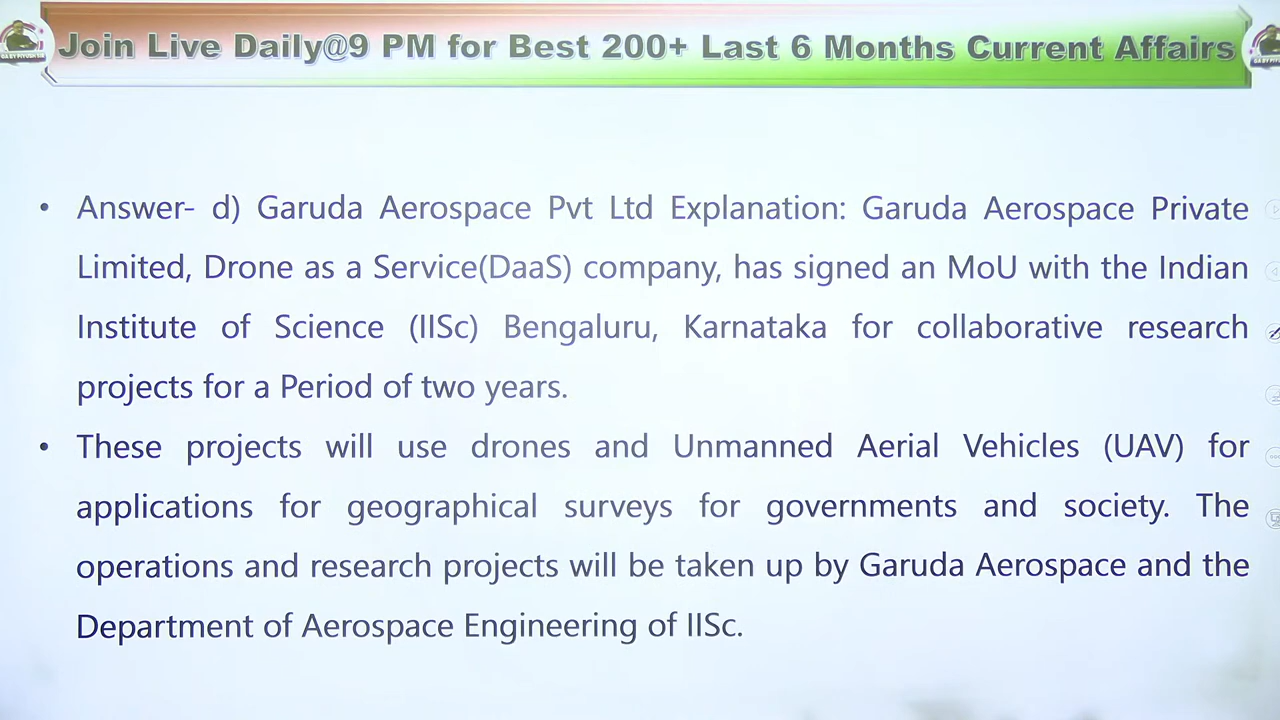 Join Live Daily@9 PM for Best 200+ Last 6 Months Current Affairs
• Answer- d) Garuda Aerospace Pvt Ltd Explanation: Garuda Aerospace Private
Limited, Drone as a Service(DaaS) company, has signed an MoU with the Indian
Institute of Science (IISc) Bengaluru, Karnataka for collaborative research
projects for a Period of two years.
• These projects will use drones and Unmanned Aerial Vehicles (UAV) for
applications for geographical surveys for governments and society. The
operations and research projects will be taken up by Garuda Aerospace and the
Department of Aerospace Engineering of IISc.